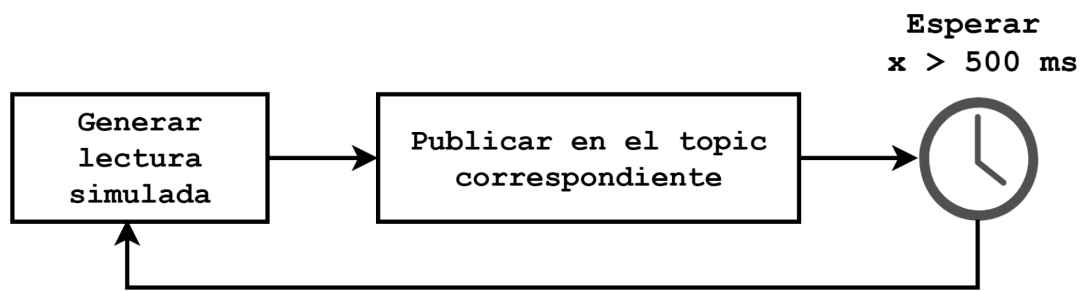 Esperar
x > 500 ms
Generar
lectura
simulada
Publicar en el topic
correspondiente